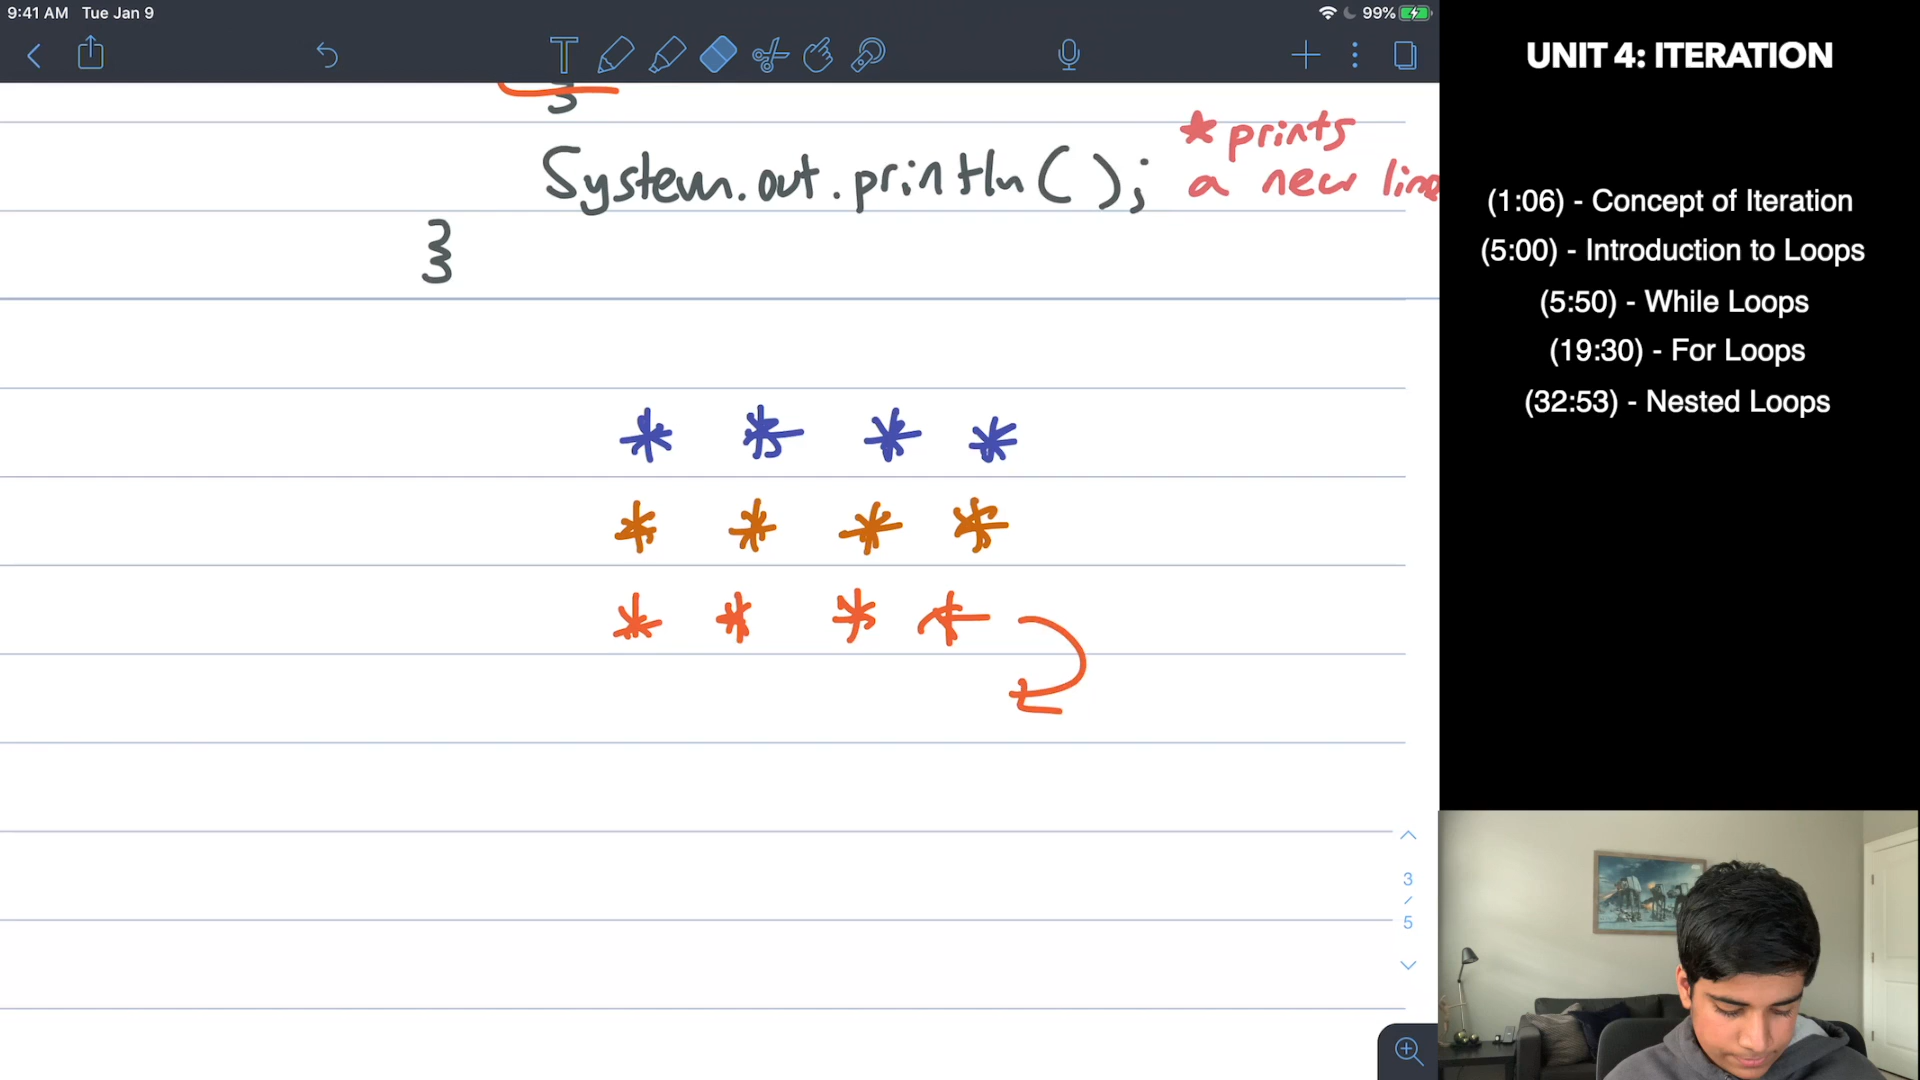 9:41 AM Tue Jan 9
99%
UNIT 4: ITERATION
}
* prints
System.out.println();
a new line
}
(1:06) - Concept of Iteration
(5:00) - Introduction to Loops
(5:50) - While Loops
(19:30) - For Loops
(32:53) - Nested Loops
* * * *
* * * *
* * * *
3
/
5